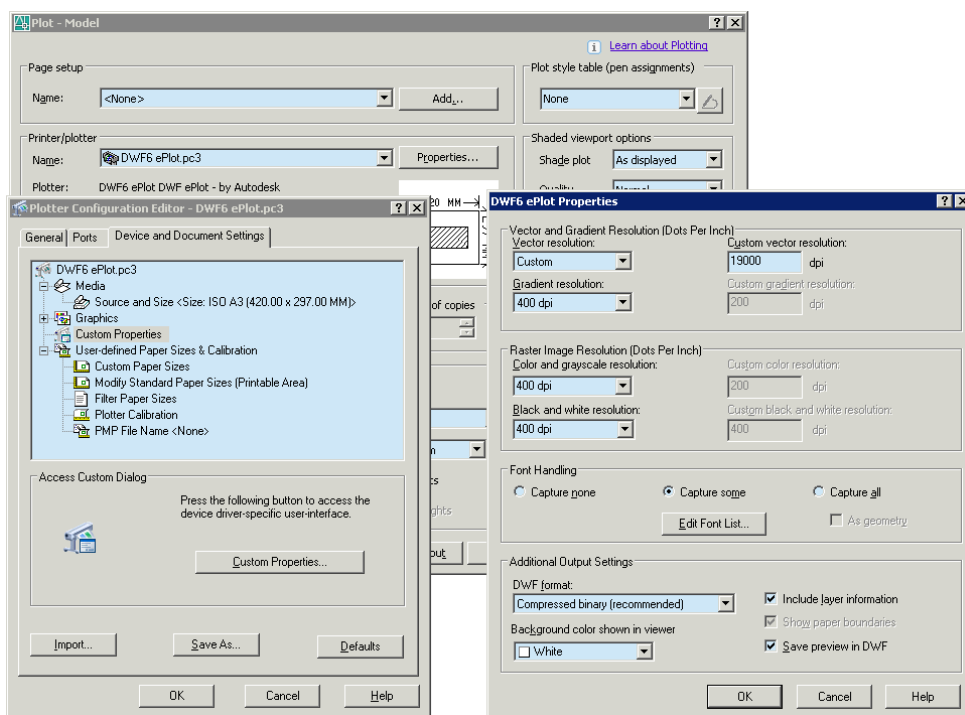 Plot - Model
Learn about Plotting
Page setup
Name:
<None>
Add...
Plot style table (pen assignments)
None
Printer/plotter
Name:
DWF6 ePlot.pc3
Properties...
Plotter:
DWF6 ePlot DWF ePlot - by Autodesk
Shaded viewport options
Shade plot
As displayed
Quality
Normal
20 MM
of copies
Plotter Configuration Editor - DWF6 ePlot.pc3
General
Ports
Device and Document Settings
DWF6 ePlot.pc3
Media
Source and Size <Size: ISO A3 (420.00 x 297.00 MM)>
Graphics
Custom Properties
User-defined Paper Sizes & Calibration
Custom Paper Sizes
Modify Standard Paper Sizes (Printable Area)
Filter Paper Sizes
Plotter Calibration
PMP File Name <None>
Access Custom Dialog
Press the following button to access the
device driver-specific user-interface.
Custom Properties...
Import...
Save As...
Defaults
OK
Cancel
Help
DWF6 ePlot Properties
Vector and Gradient Resolution (Dots Per Inch)
Vector resolution:
Custom vector resolution:
Custom
19000
dpi
Gradient resolution:
Custom gradient resolution:
400 dpi
200
dpi
Raster Image Resolution (Dots Per Inch)
Color and grayscale resolution:
Custom color resolution:
400 dpi
200
dpi
Black and white resolution:
Custom black and white resolution:
400 dpi
400
dpi
Font Handling
Capture none
Capture some
Capture all
Edit Font List...
As geometry
Additional Output Settings
DWF format:
Compressed binary (recommended)
Include layer information
Show paper boundaries
Background color shown in viewer
White
Save preview in DWF
OK
Cancel
Help